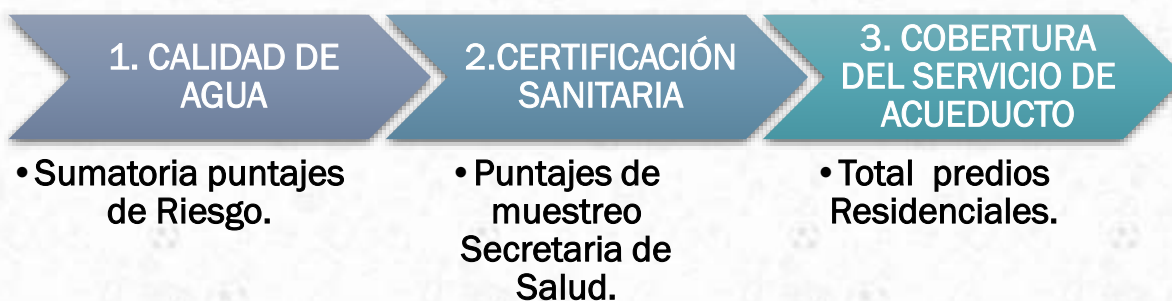 1. CALIDAD DE
AGUA
•Sumatoria puntajes
de Riesgo.
2.CERTIFICACIÓN
SANITARIA
•Puntajes de
muestreo
Secretaria de
Salud.
3. COBERTURA
DEL SERVICIO DE
ACUEDUCTO
•Total predios
Residenciales.